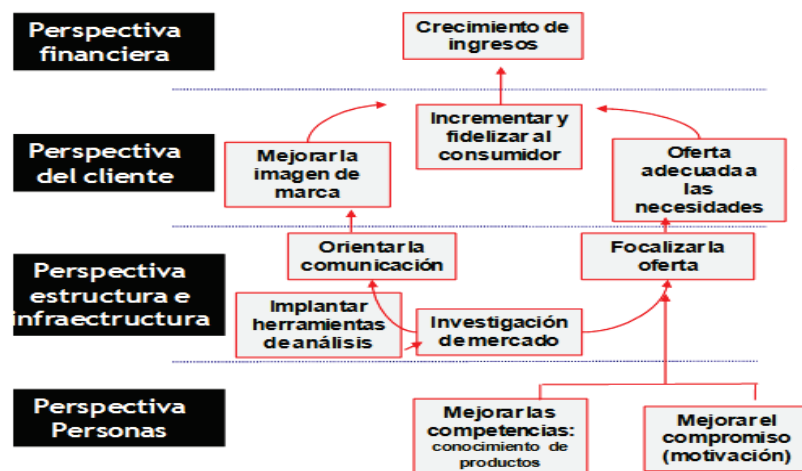 Perspectiva
financiera
Crecimiento de
ingresos
Perspectiva
del cliente
Mejorar la
imagen de
marca
Incrementar y
fidelizar al
consumidor
Oferta
adecuada a
las
necesidades
Perspectiva
estructura e
infraectructura
Orientar la
comunicación
Focalizar la
oferta
Implantar
herramientas
de análisis
Investigación
de mercado
Perspectiva
Personas
Mejorar las
competencias:
conocimiento de
productos
Mejorar el
compromiso
(motivación)